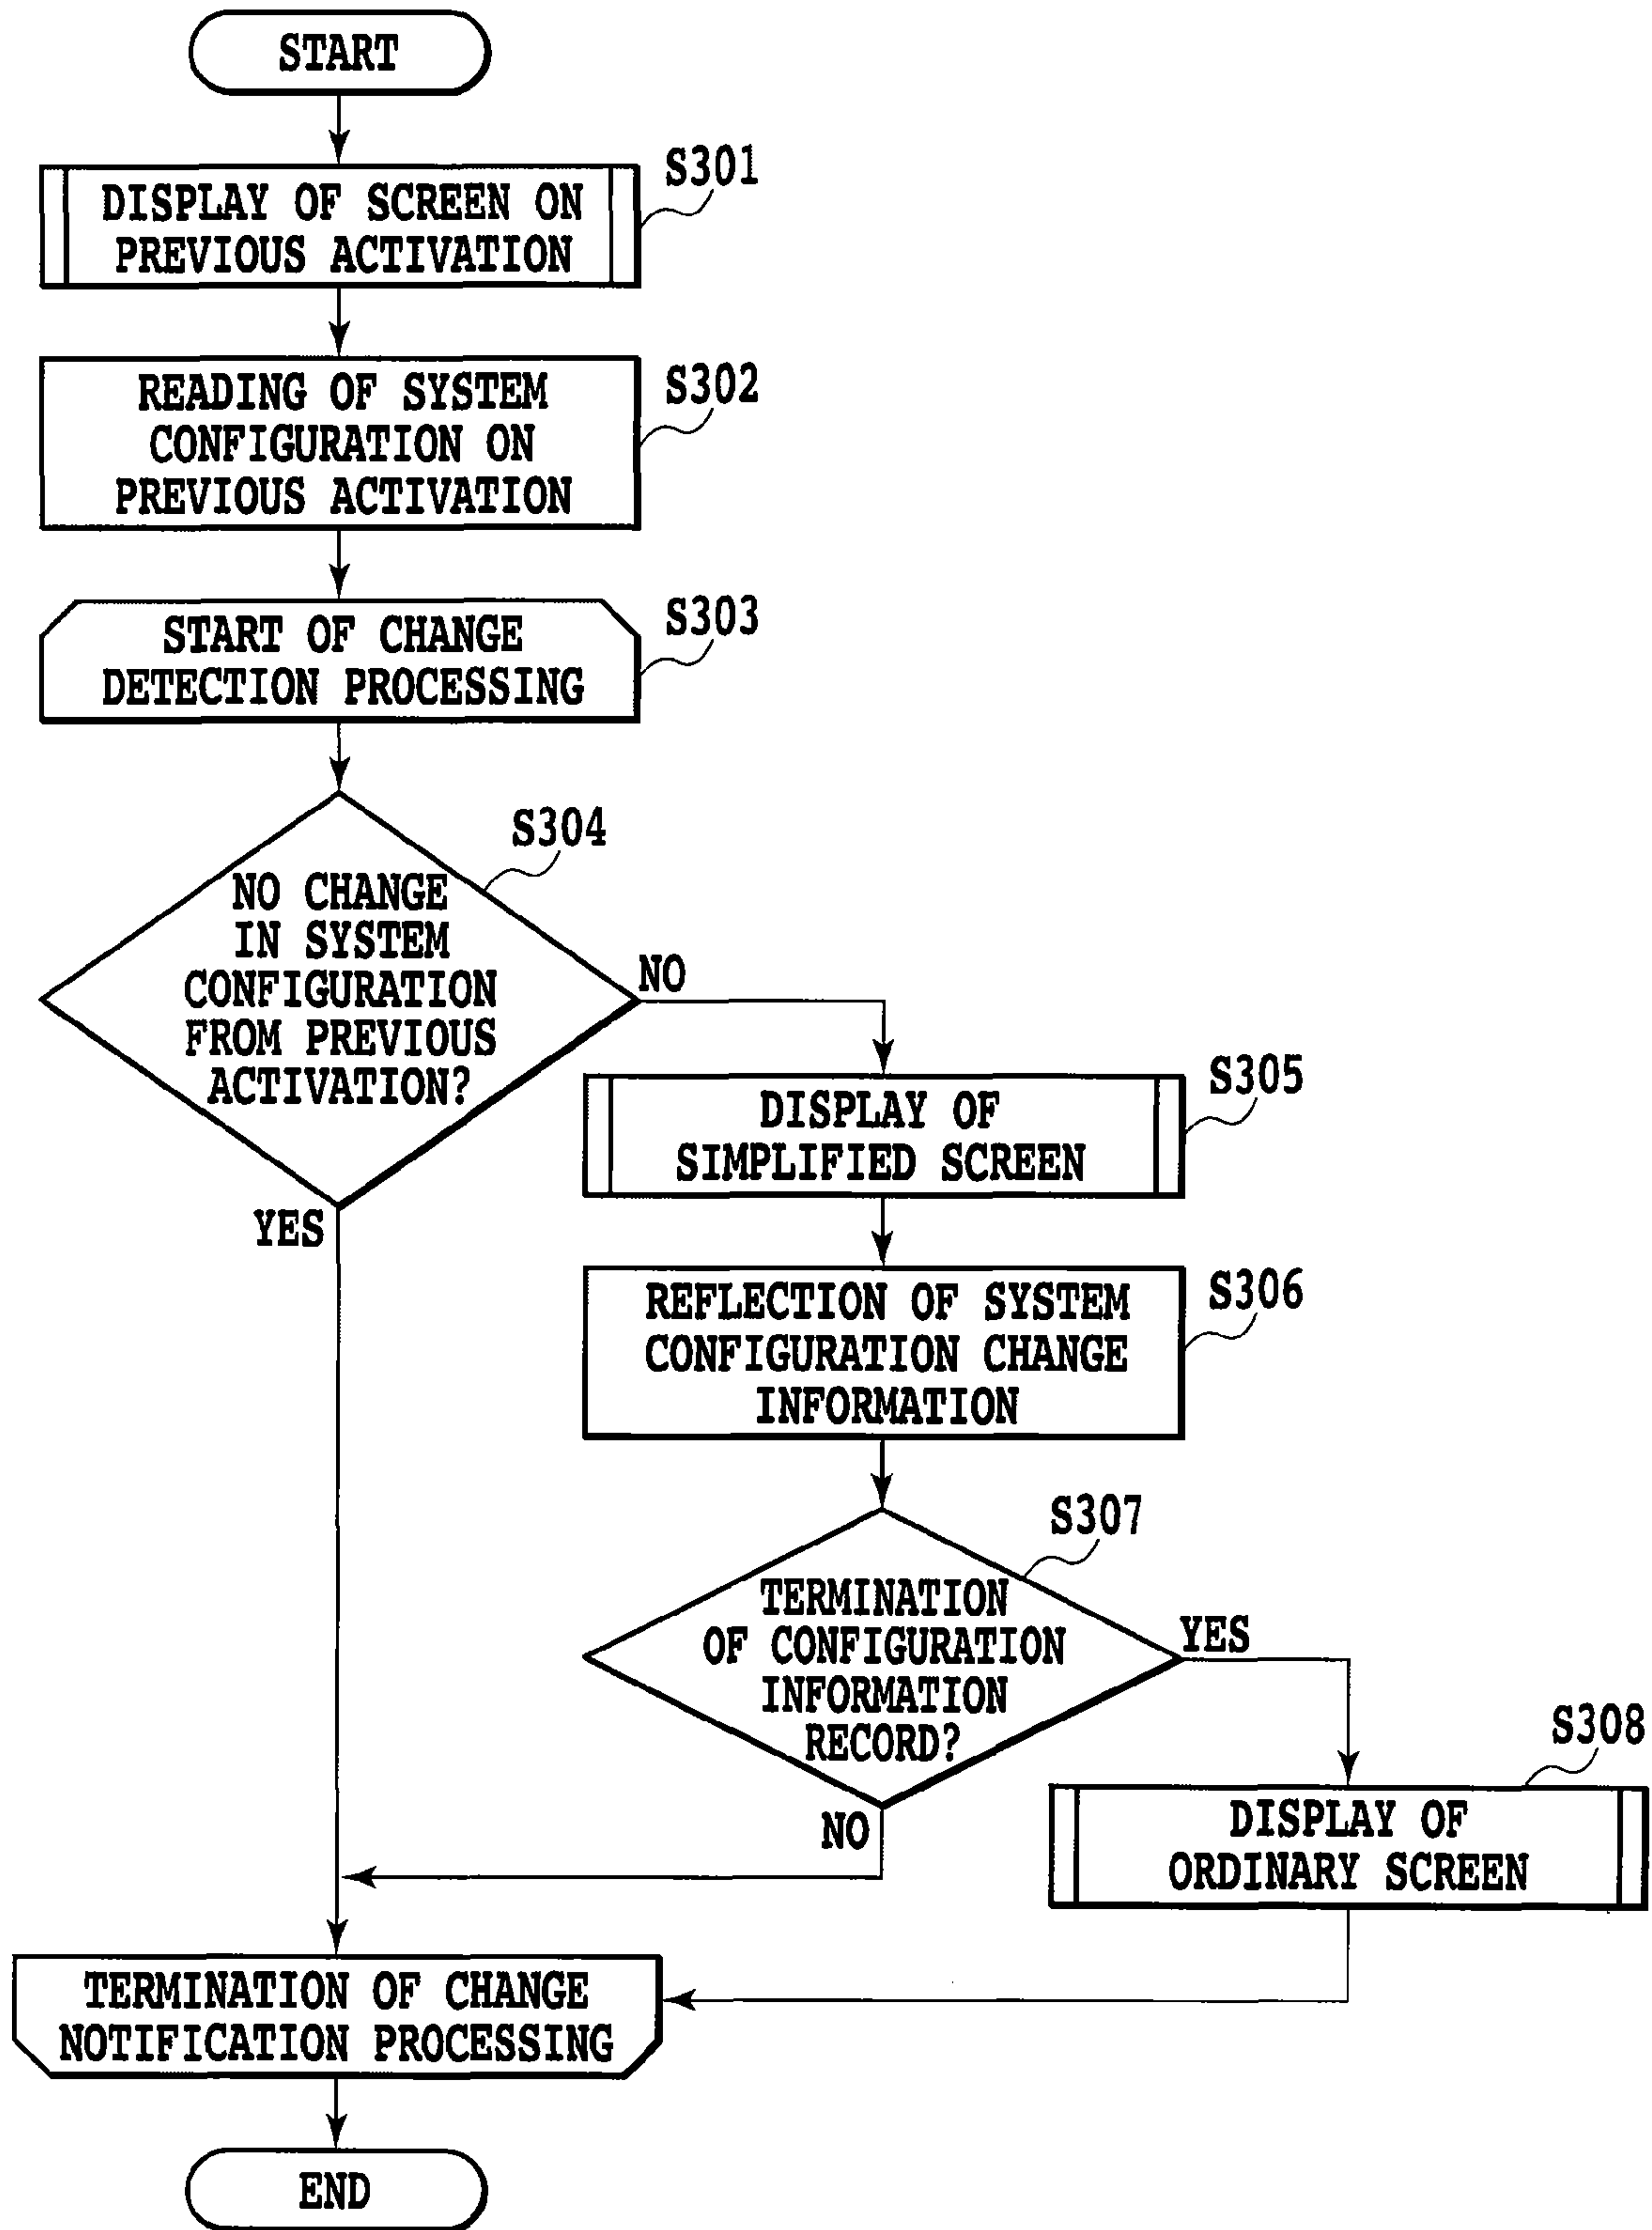 START
S301
DISPLAY OF SCREEN ON
PREVIOUS ACTIVATION
S302
READING OF SYSTEM
CONFIGURATION ON
PREVIOUS ACTIVATION
S303
START OF CHANGE
DETECTION PROCESSING
S304
NO CHANGE
IN SYSTEM
CONFIGURATION
FROM PREVIOUS
ACTIVATION?
NO
YES
S305
DISPLAY OF
SIMPLIFIED SCREEN
S306
REFLECTION OF SYSTEM
CONFIGURATION CHANGE
INFORMATION
S307
TERMINATION
OF CONFIGURATION
INFORMATION
RECORD?
YES
NO
S308
DISPLAY OF
ORDINARY SCREEN
TERMINATION OF CHANGE
NOTIFICATION PROCESSING
END